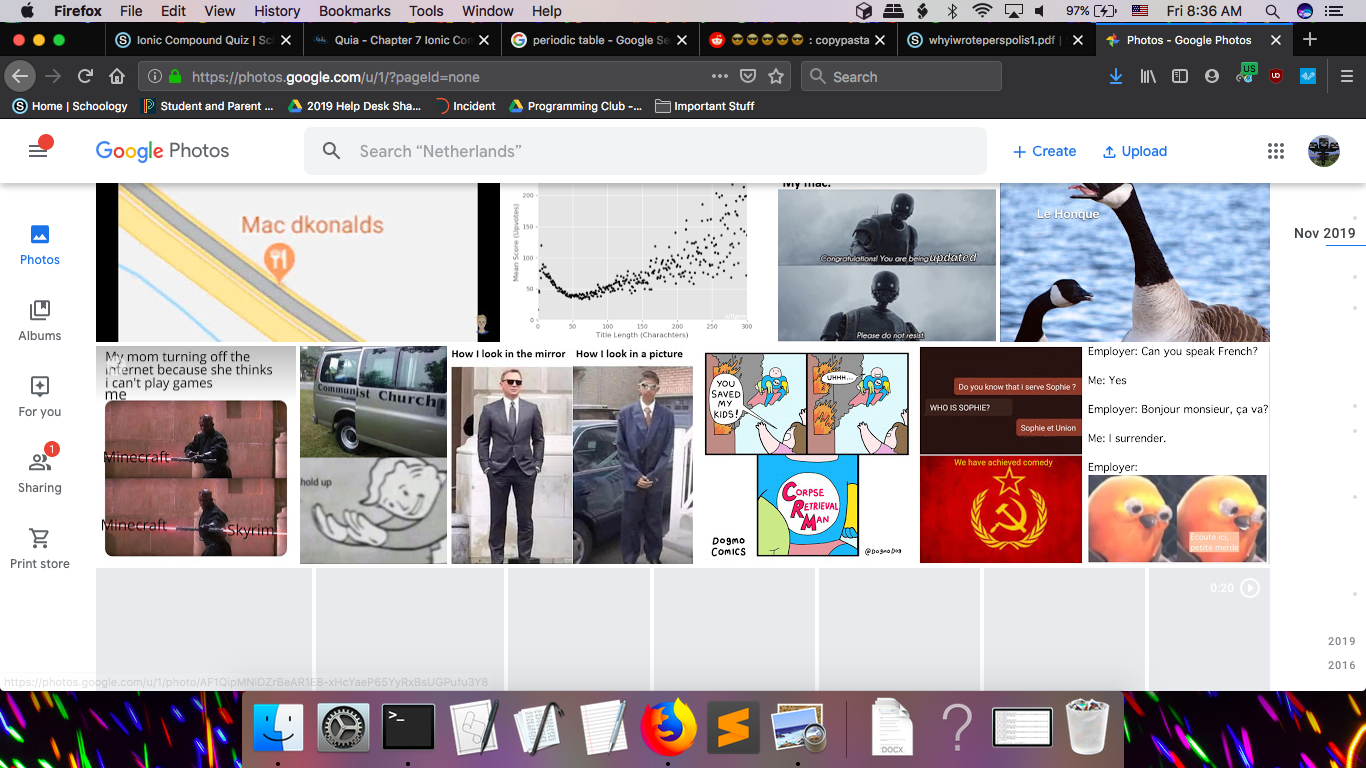 Firefox File Edit View History Bookmarks Tools Window Help 97% Fri 8:36 AM
Ionic Compound Quiz | Sc
Quia - Chapter 7 Ionic Con
periodic table - Google Se
: copypasta
whyiwroteperspolis1.pdf |
Photos - Google Photos
https://photos.google.com/u/1/?pageId=none
Search
US
UD
Home | Schoology
Student and Parent ...
2019 Help Desk Sha...
Incident
Programming Club -...
Important Stuff
Google Photos
Search “Netherlands”
Create
Upload
Photos
Albums
For you
Sharing
1
Print store
Mac dkonalds
Mean Score (Upvotes)
200
150
100
50
0
0 50 100 150 200 250 300
Title Length (Charachters)
My mac:
Congratulations! You are being updated
Please do not resist.
Le Honque
Nov 2019
My mom turning off the
internet because she thinks
i can't play games
me
Minecraft
Minecraft
Skyrim
Communist Church
hold up
How I look in the mirror
How I look in a picture
YOU
SAVED
MY
KIDS!
UHHH...
CORPSE
RETRIEVAL
MAN
DOGMO
COMICS
@DogmoDog
Do you know that i serve Sophie ?
WHO IS SOPHIE?
Sophie et Union
We have achieved comedy
Employer: Can you speak French?
Me: Yes
Employer: Bonjour monsieur, ça va?
Me: I surrender.
Employer:
Écoute ici,
petite merde
0:20
2019
2016
https://photos.google.com/u/1/photo/AF1QipMNIDZrBeAR1E8-xHcYaeP65YyRxBsUGPufu3Y8
>_
DOCX